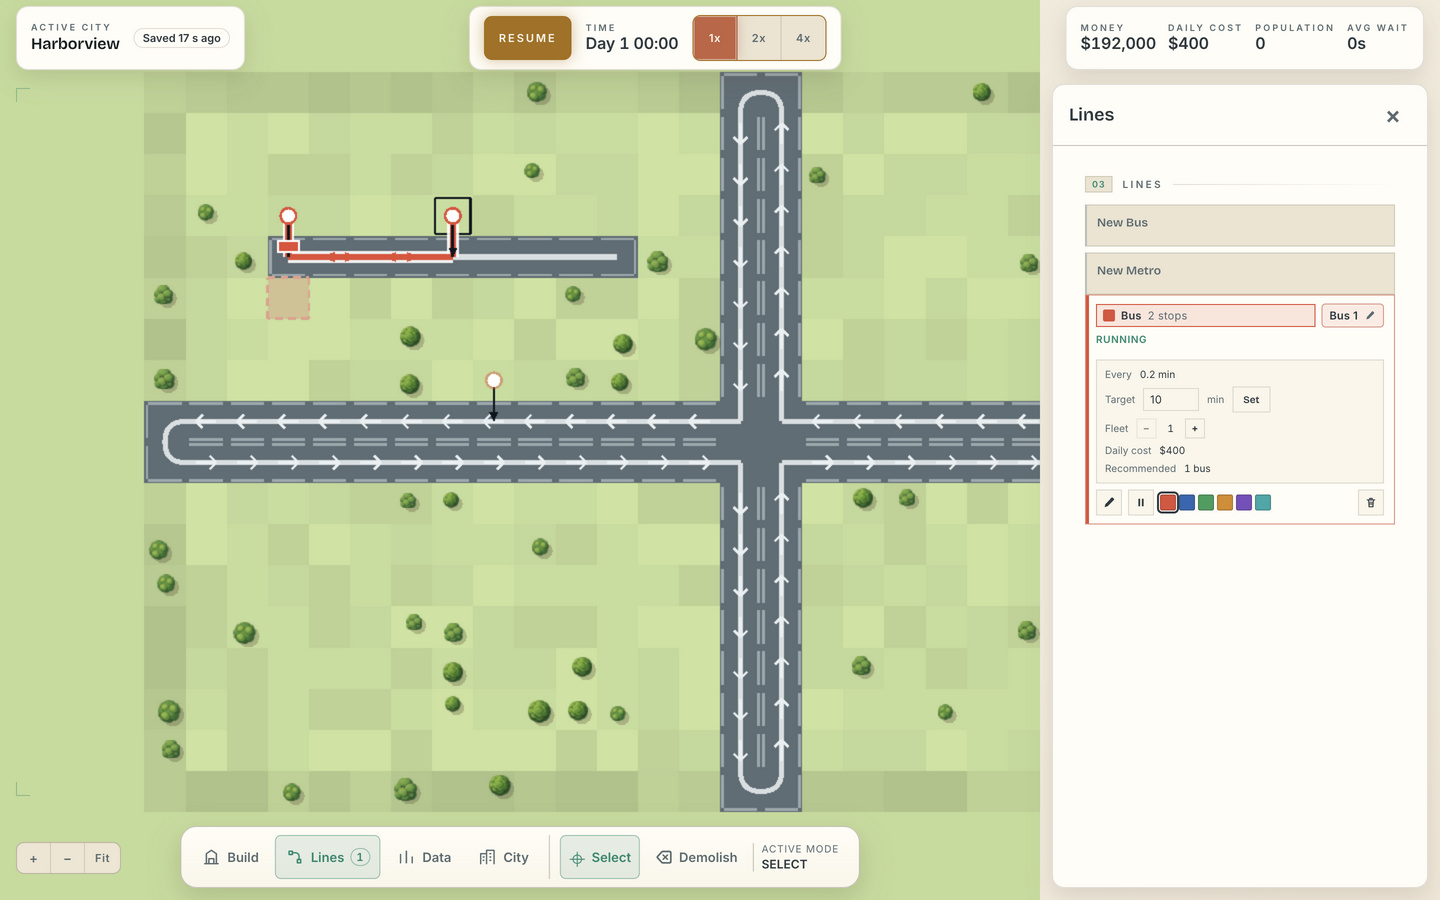 ACTIVE CITY
Harborview
Saved 17 s ago
RESUME
TIME
Day 1 00:00
1x
2x
4x
MONEY
$192,000
DAILY COST
$400
POPULATION
0
AVG WAIT
0s
Lines
03 LINES
New Bus
New Metro
Bus 2 stops
Bus 1
RUNNING
Every 0.2 min
Target 10 min Set
Fleet − 1 +
Daily cost $400
Recommended 1 bus
+ − Fit
Build
Lines 1
Data
City
Select
Demolish
ACTIVE MODE
SELECT